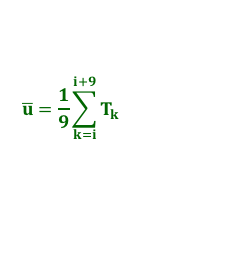 u̅ = 1/9 ∑_{k=i}^{i+9} T_k